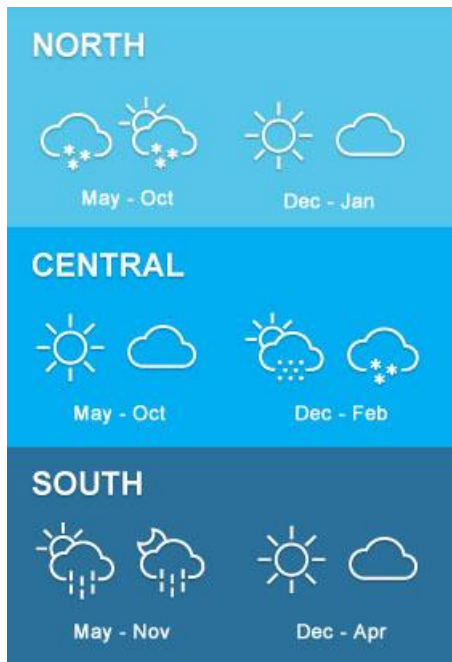 NORTH
May - Oct
Dec - Jan
CENTRAL
May - Oct
Dec - Feb
SOUTH
May - Nov
Dec - Apr